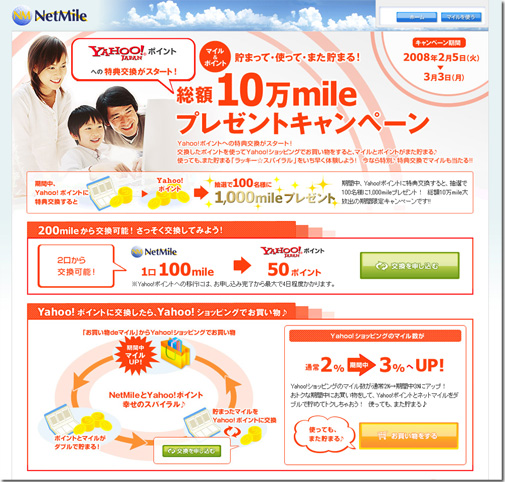 NetMile
ホーム
マイルを使う
YAHOO! JAPAN ポイント
への特典交換がスタート！
マイル&ポイント
貯まって・使って・また貯まる！
キャンペーン期間
2008年2月5日(火)
3月3日(月)
総額10万mile
プレゼントキャンペーン
Yahoo!ポイントへの特典交換がスタート！
交換したポイントを使ってYahoo!ショッピングでお買い物をすると、マイルとポイントがまた貯まる♪
使っても、また貯まる「ラッキー☆スパイラル」をいち早く体験しよう！ 今なら特別♪特典交換でマイルも当たる!!
期間中、
Yahoo! ポイントに
特典交換すると
Yahoo!
ポイント
抽選で100名様に
1,000mileプレゼント
期間中、Yahoo!ポイントに特典交換すると、抽選で
100名様に1,000mileプレゼント！ 総額10万mile大
放出の期間限定キャンペーンです!!
200mileから交換可能！さっそく交換してみよう！
2口から
交換可能！
NetMile
1口100mile
YAHOO! JAPAN ポイント
50ポイント
交換を申し込む
※Yahoo!ポイントへの移行には、お申し込み完了から最大で4日程度かかります。
Yahoo! ポイントに交換したら、Yahoo! ショッピングでお買い物♪
「お買い物deマイル」からYahoo!ショッピングでお買い物
期間中
マイル
UP！
NetMileとYahoo!ポイント
幸せのスパイラル♪
ポイントとマイルが
ダブルで貯まる！
貯まったマイルを
Yahoo!ポイントに交換
交換を申し込む
Yahoo!ショッピングのマイル数が
通常2%
期間中
3%へUP!
Yahoo!ショッピングのマイル数が通常2%→期間中3%にアップ！
おトクな期間中にお買い物をして、Yahoo!ポイントとネットマイルをダ
ブルで貯めてトクしちゃおう！ 使っても、また貯まる♪
使っても、
また貯まる♪
お買い物をする